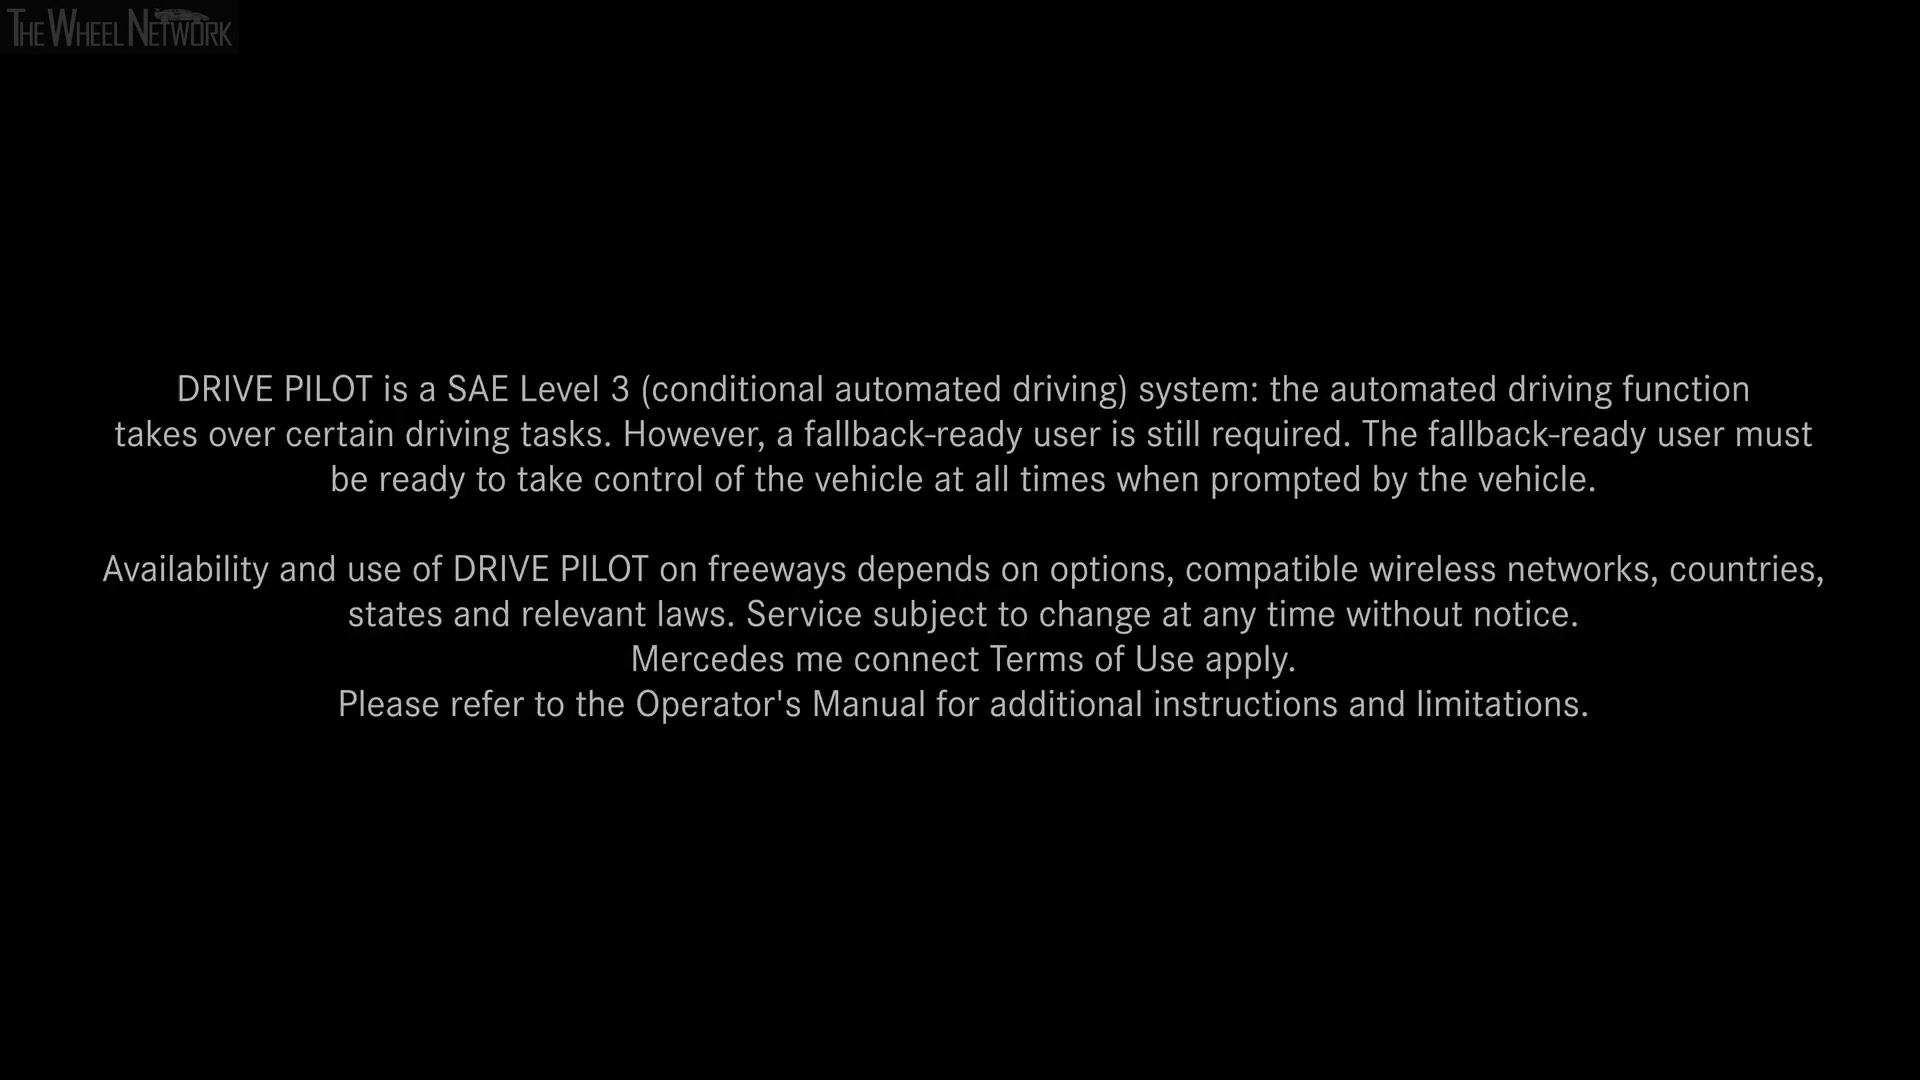 THE WHEEL NETWORK
DRIVE PILOT is a SAE Level 3 (conditional automated driving) system: the automated driving function
takes over certain driving tasks. However, a fallback-ready user is still required. The fallback-ready user must
be ready to take control of the vehicle at all times when prompted by the vehicle.
Availability and use of DRIVE PILOT on freeways depends on options, compatible wireless networks, countries,
states and relevant laws. Service subject to change at any time without notice.
Mercedes me connect Terms of Use apply.
Please refer to the Operator's Manual for additional instructions and limitations.